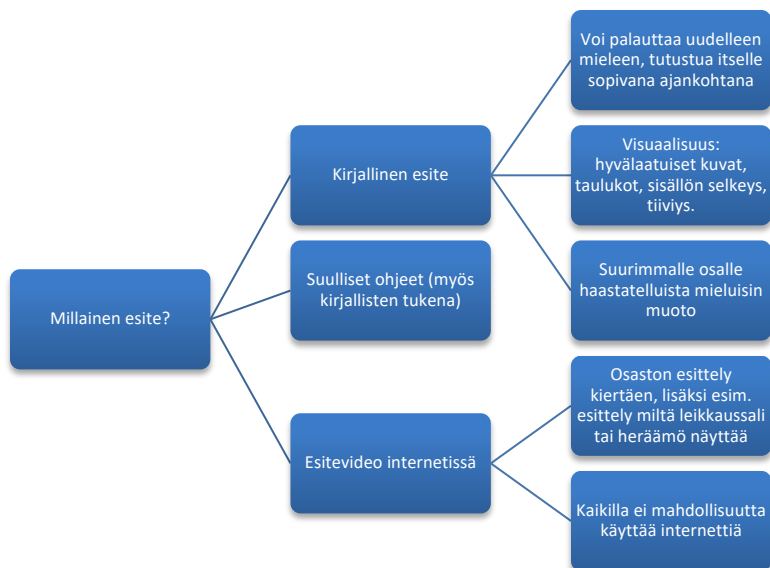 Millainen esite?
Kirjallinen esite
Voi palauttaa uudelleen
mieleen, tutustua itselle
sopivana ajankohtana
Visuaalisuus:
hyvälaatuiset kuvat,
taulukot, sisällön selkeys,
tiiviys.
Suurimmalle osalle
haastatelluista mieluisin
muoto
Suulliset ohjeet (myös
kirjallisten tukena)
Esitevideo internetissä
Osaston esittely
kiertäen, lisäksi esim.
esittely miltä leikkaussali
tai heräämö näyttää
Kaikilla ei mahdollisuutta
käyttää internettiä